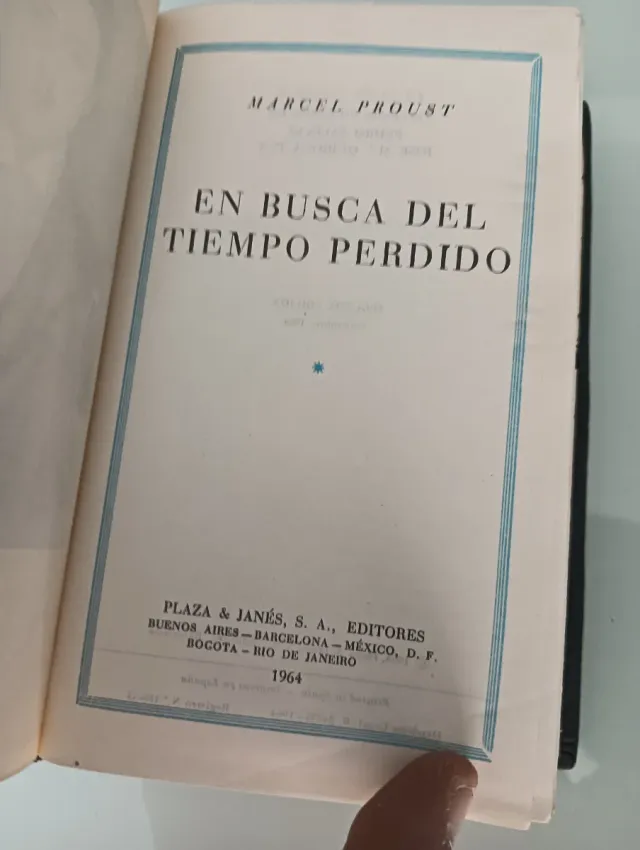 MARCEL PROUST
EN BUSCA DEL
TIEMPO PERDIDO
PLAZA & JANÉS, S. A., EDITORES
BUENOS AIRES — BARCELONA — MÉXICO, D. F.
BOGOTA - RIO DE JANEIRO
1964